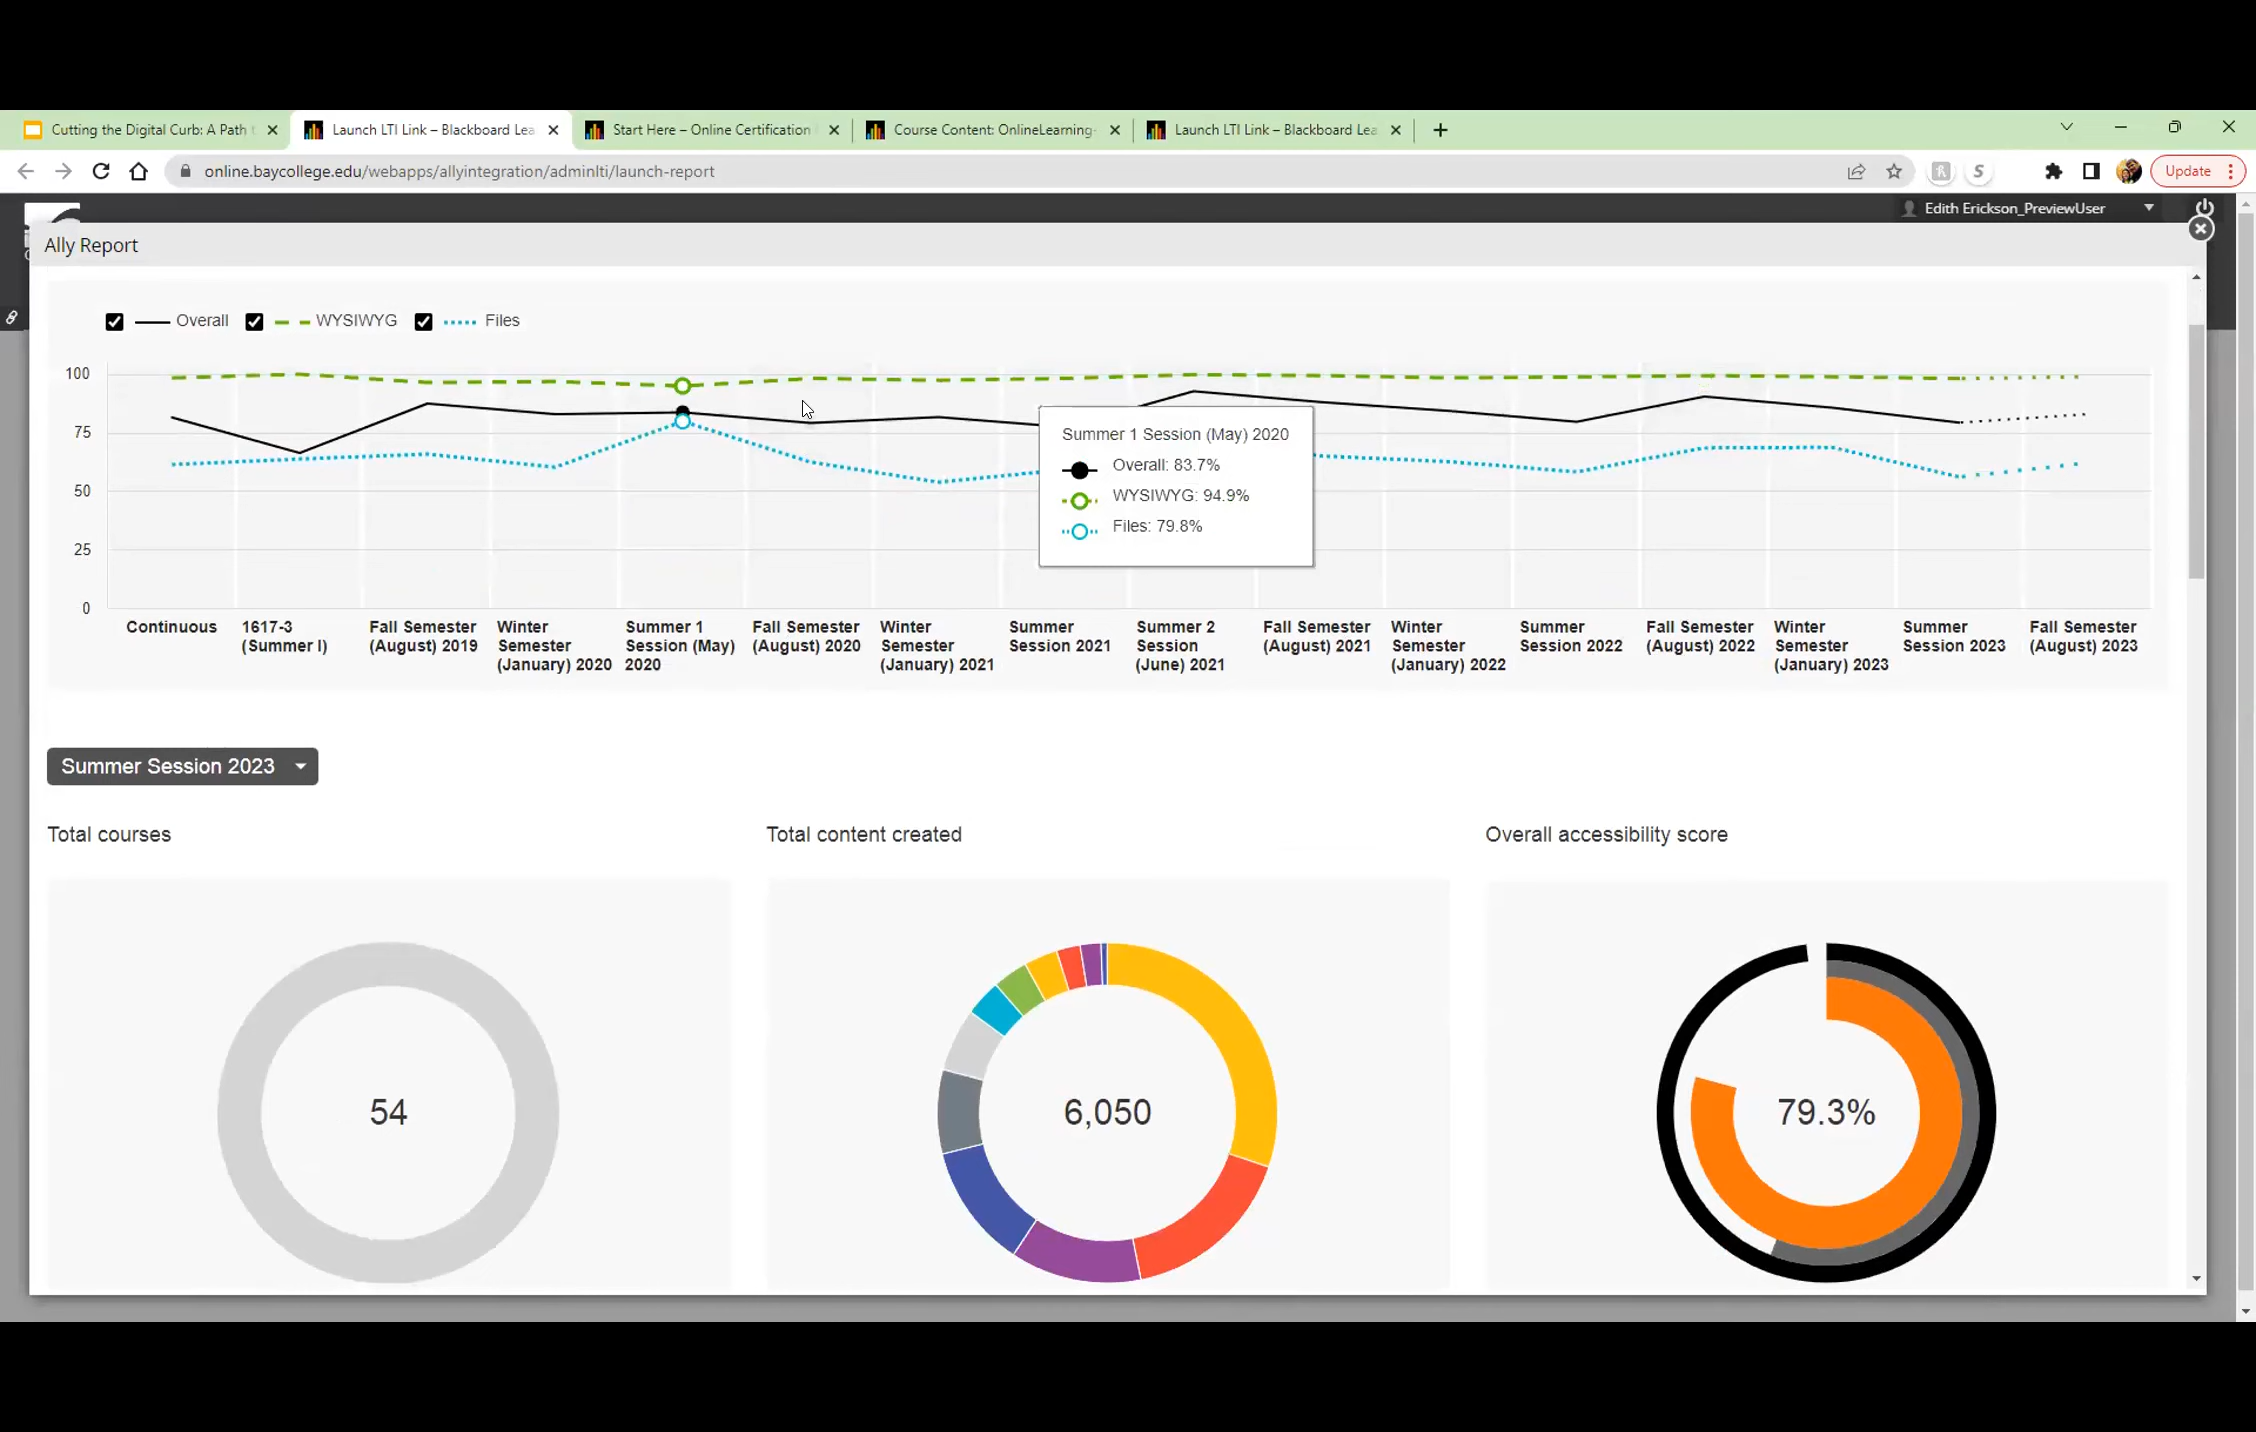 Cutting the Digital Curb: A Path
Launch LTI Link – Blackboard Lea
Start Here – Online Certification
Course Content: OnlineLearning-
Launch LTI Link – Blackboard Lea
online.baycollege.edu/webapps/allyintegration/adminlti/launch-report
Update
Edith Erickson_PreviewUser
Ally Report
Overall
WYSIWYG
Files
100
75
50
25
0
Summer 1 Session (May) 2020
Overall: 83.7%
WYSIWYG: 94.9%
Files: 79.8%
Continuous
1617-3
(Summer I)
Fall Semester
(August) 2019
Winter
Semester
(January) 2020
Summer 1
Session (May)
2020
Fall Semester
(August) 2020
Winter
Semester
(January) 2021
Summer
Session 2021
Summer 2
Session
(June) 2021
Fall Semester
(August) 2021
Winter
Semester
(January) 2022
Summer
Session 2022
Fall Semester
(August) 2022
Winter
Semester
(January) 2023
Summer
Session 2023
Fall Semester
(August) 2023
Summer Session 2023
Total courses
Total content created
Overall accessibility score
54
6,050
79.3%